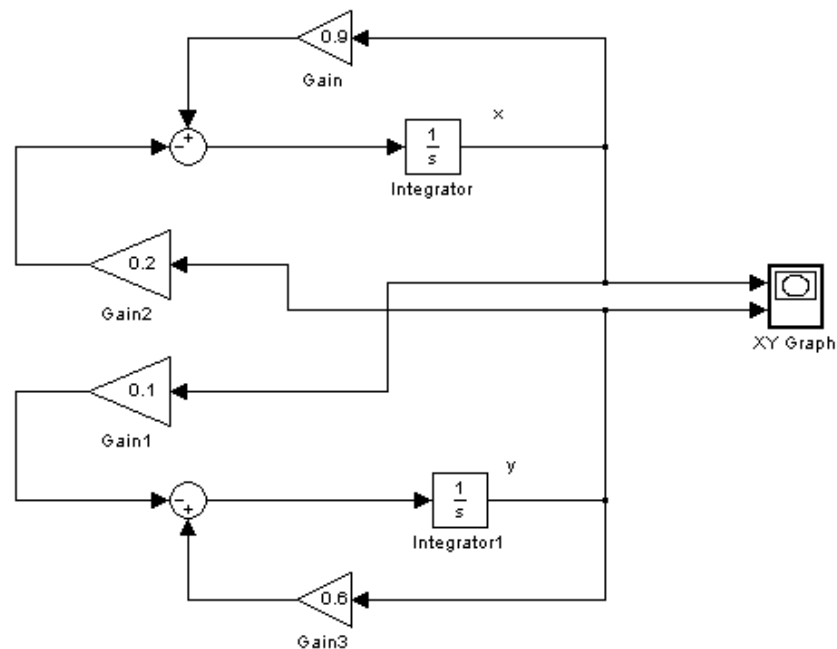 0.9
Gain
+
−
1
s
x
Integrator
0.2
Gain2
XY Graph
0.1
Gain1
−
+
1
s
y
Integrator1
0.6
Gain3